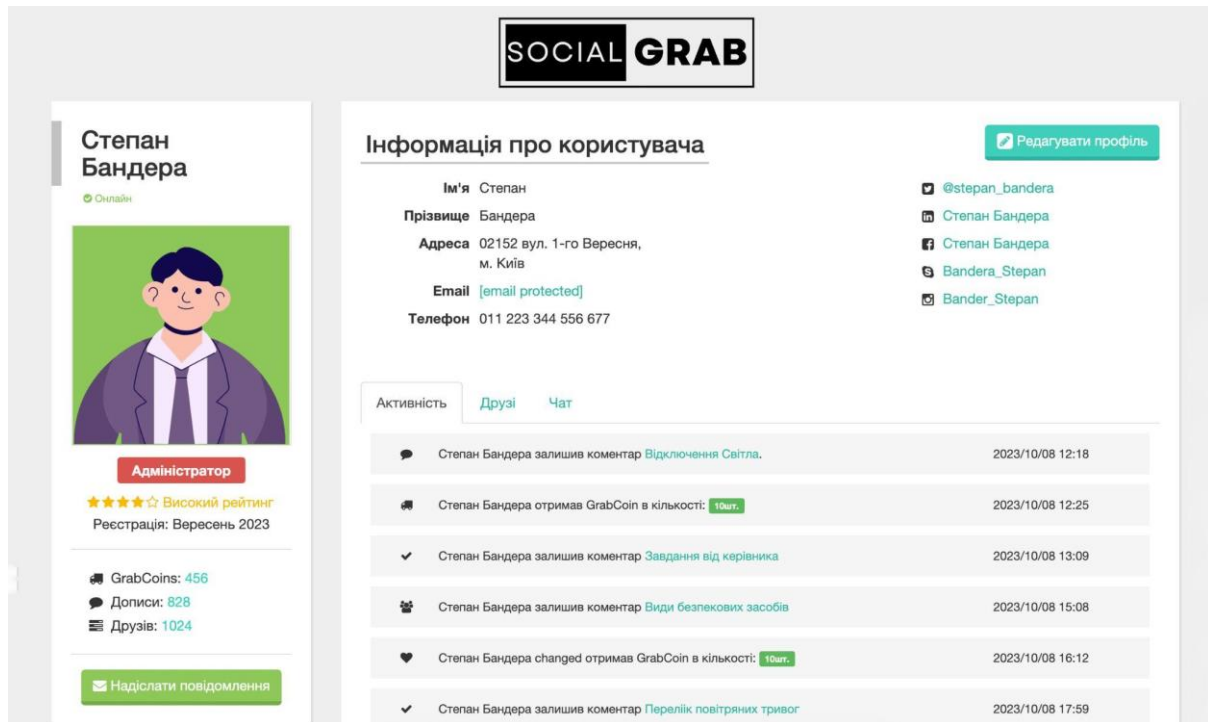 SOCIAL GRAB
Степан
Бандера
Онлайн
Адміністратор
Високий рейтинг
Реєстрація: Вересень 2023
GrabCoins: 456
Дописи: 828
Друзів: 1024
Надіслати повідомлення
Інформація про користувача
Редагувати профіль
Ім'я Степан
Прізвище Бандера
Адреса 02152 вул. 1-го Вересня,
м. Київ
Email [email protected]
Телефон 011 223 344 556 677
@stepan_bandera
Степан Бандера
Степан Бандера
Bandera_Stepan
Bander_Stepan
Активність Друзі Чат
Степан Бандера залишив коментар Відключення Світла. 2023/10/08 12:18
Степан Бандера отримав GrabCoin в кількості: 10шт. 2023/10/08 12:25
Степан Бандера залишив коментар Завдання від керівника 2023/10/08 13:09
Степан Бандера залишив коментар Види безпекових засобів 2023/10/08 15:08
Степан Бандера changed отримав GrabCoin в кількості: 10шт. 2023/10/08 16:12
Степан Бандера залишив коментар Переліік повітряних тривог 2023/10/08 17:59